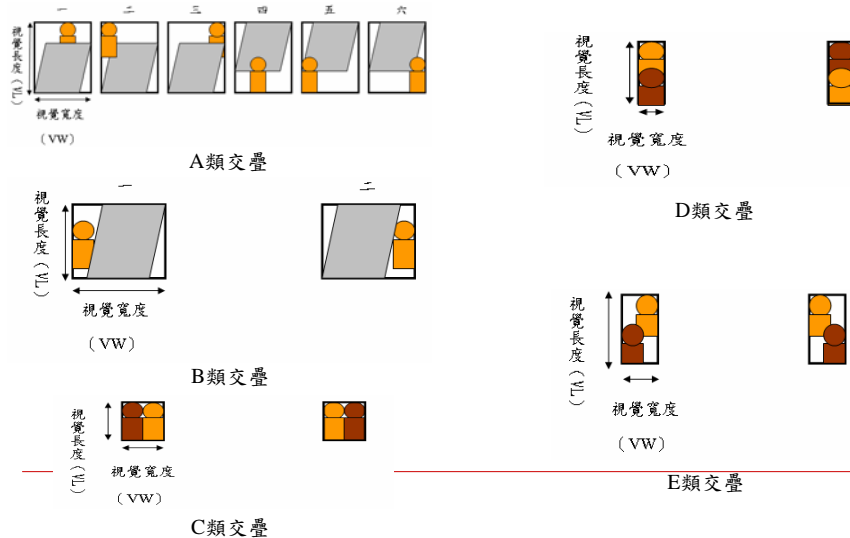 一 二 三 四 五 六
視覺長度（VL）
視覺寬度
（VW）
A類交疊
一 二
視覺長度（VL）
視覺寬度
（VW）
B類交疊
視覺長度（VL）
視覺寬度
（VW）
C類交疊
視覺長度（VL）
視覺寬度
（VW）
D類交疊
視覺長度（VL）
視覺寬度
（VW）
E類交疊